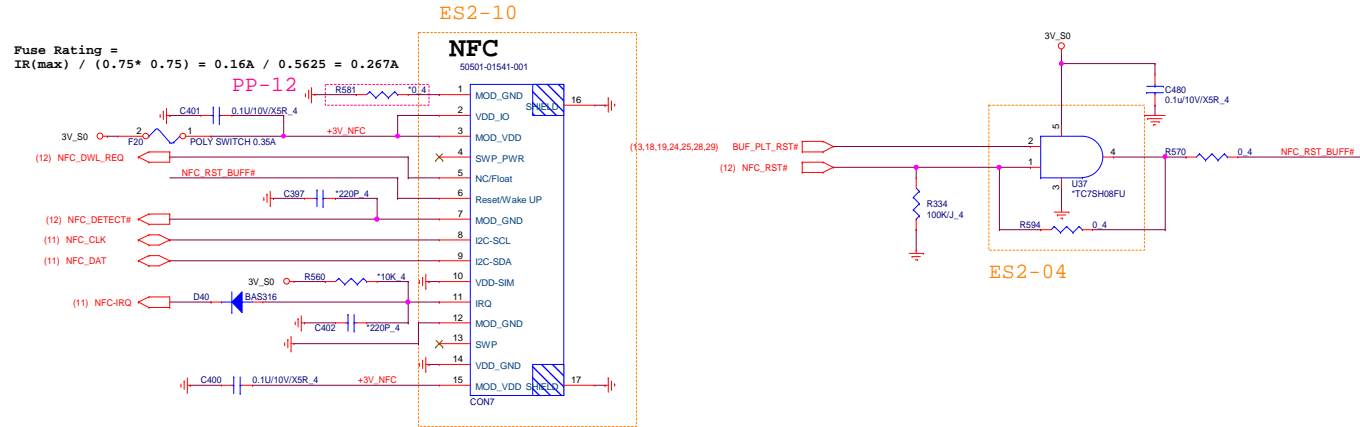 ES2-10
Fuse Rating =
IR(max) / (0.75* 0.75) = 0.16A / 0.5625 = 0.267A
NFC
50501-01541-001
PP-12
R581 *0_4
1 MOD_GND
SHIELD 16
C401 0.1U/10V/X5R_4
2 VDD_IO
3V_S0 2 F20 1 POLY SWITCH 0.35A
+3V_NFC
3 MOD_VDD
4 SWP_PWR
(12) NFC_DWL_REQ
5 NC/Float
NFC_RST_BUFF#
6 Reset/Wake UP
C397 *220P_4
(12) NFC_DETECT#
7 MOD_GND
(11) NFC_CLK
8 I2C-SCL
(11) NFC_DAT
9 I2C-SDA
10 VDD-SIM
3V_S0 R560 *10K_4
(11) NFC-IRQ
D40 BAS316
11 IRQ
12 MOD_GND
C402 *220P_4
13 SWP
14 VDD_GND
C400 0.1U/10V/X5R_4
+3V_NFC
15 MOD_VDD
SHIELD 17
CON7
3V_S0
C480
0.1u/10V/X5R_4
5
(13,18,19,24,25,28,29) BUF_PLT_RST#
2
(12) NFC_RST#
1
4
R570 0_4
NFC_RST_BUFF#
3
U37
*TC7SH08FU
R334
100K/J_4
R594 0_4
ES2-04